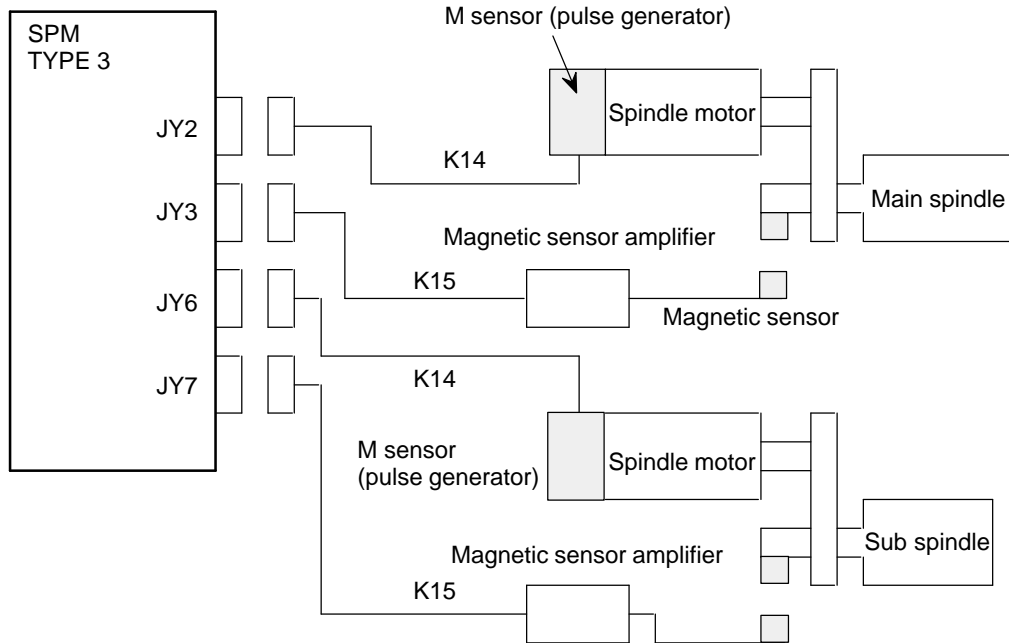 M sensor (pulse generator)
SPM
TYPE 3
JY2
Spindle motor
K14
Main spindle
JY3
Magnetic sensor amplifier
K15
JY6
Magnetic sensor
JY7
K14
M sensor
(pulse generator)
Spindle motor
Sub spindle
Magnetic sensor amplifier
K15